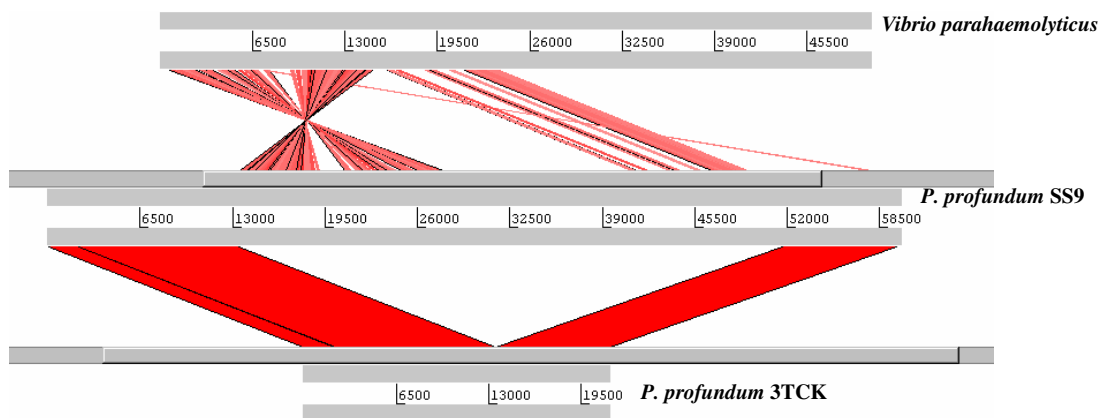 Vibrio parahaemolyticus
6500 13000 19500 26000 32500 39000 45500
P. profundum SS9
6500 13000 19500 26000 32500 39000 45500 52000 58500
6500 13000 19500
P. profundum 3TCK